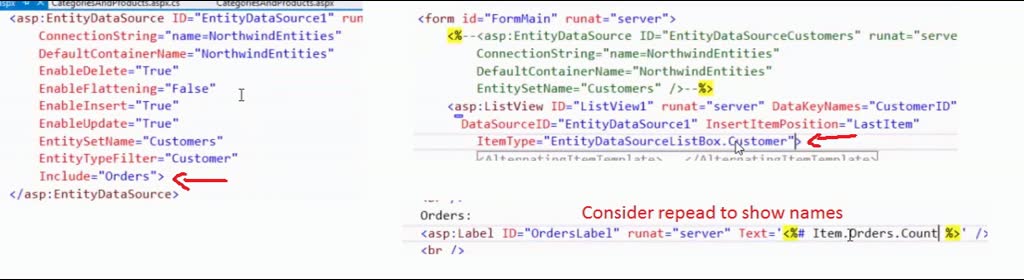 aspx
CategoriesAndProducts.aspx.cs
CategoriesAndProducts.aspx
<asp:EntityDataSource ID="EntityDataSource1" run
ConnectionString="name=NorthwindEntities"
DefaultContainerName="NorthwindEntities"
EnableDelete="True"
EnableFlattening="False"
EnableInsert="True"
EnableUpdate="True"
EntitySetName="Customers"
EntityTypeFilter="Customer"
Include="Orders">
</asp:EntityDataSource>
<form id="FormMain" runat="server">
<%--<asp:EntityDataSource ID="EntityDataSourceCustomers" runat="serve
ConnectionString="name=NorthwindEntities"
DefaultContainerName="NorthwindEntities"
EntitySetName="Customers" />--%>
<asp:ListView ID="ListView1" runat="server" DataKeyNames="CustomerID"
DataSourceID="EntityDataSource1" InsertItemPosition="LastItem"
ItemType="EntityDataSourceListBox.Customer">
<AlternatingItemTemplate>...</AlternatingItemTemplate>
<br />
Orders:
Consider repead to show names
<asp:Label ID="OrdersLabel" runat="server" Text='<%# Item.Orders.Count %>' />
<br />